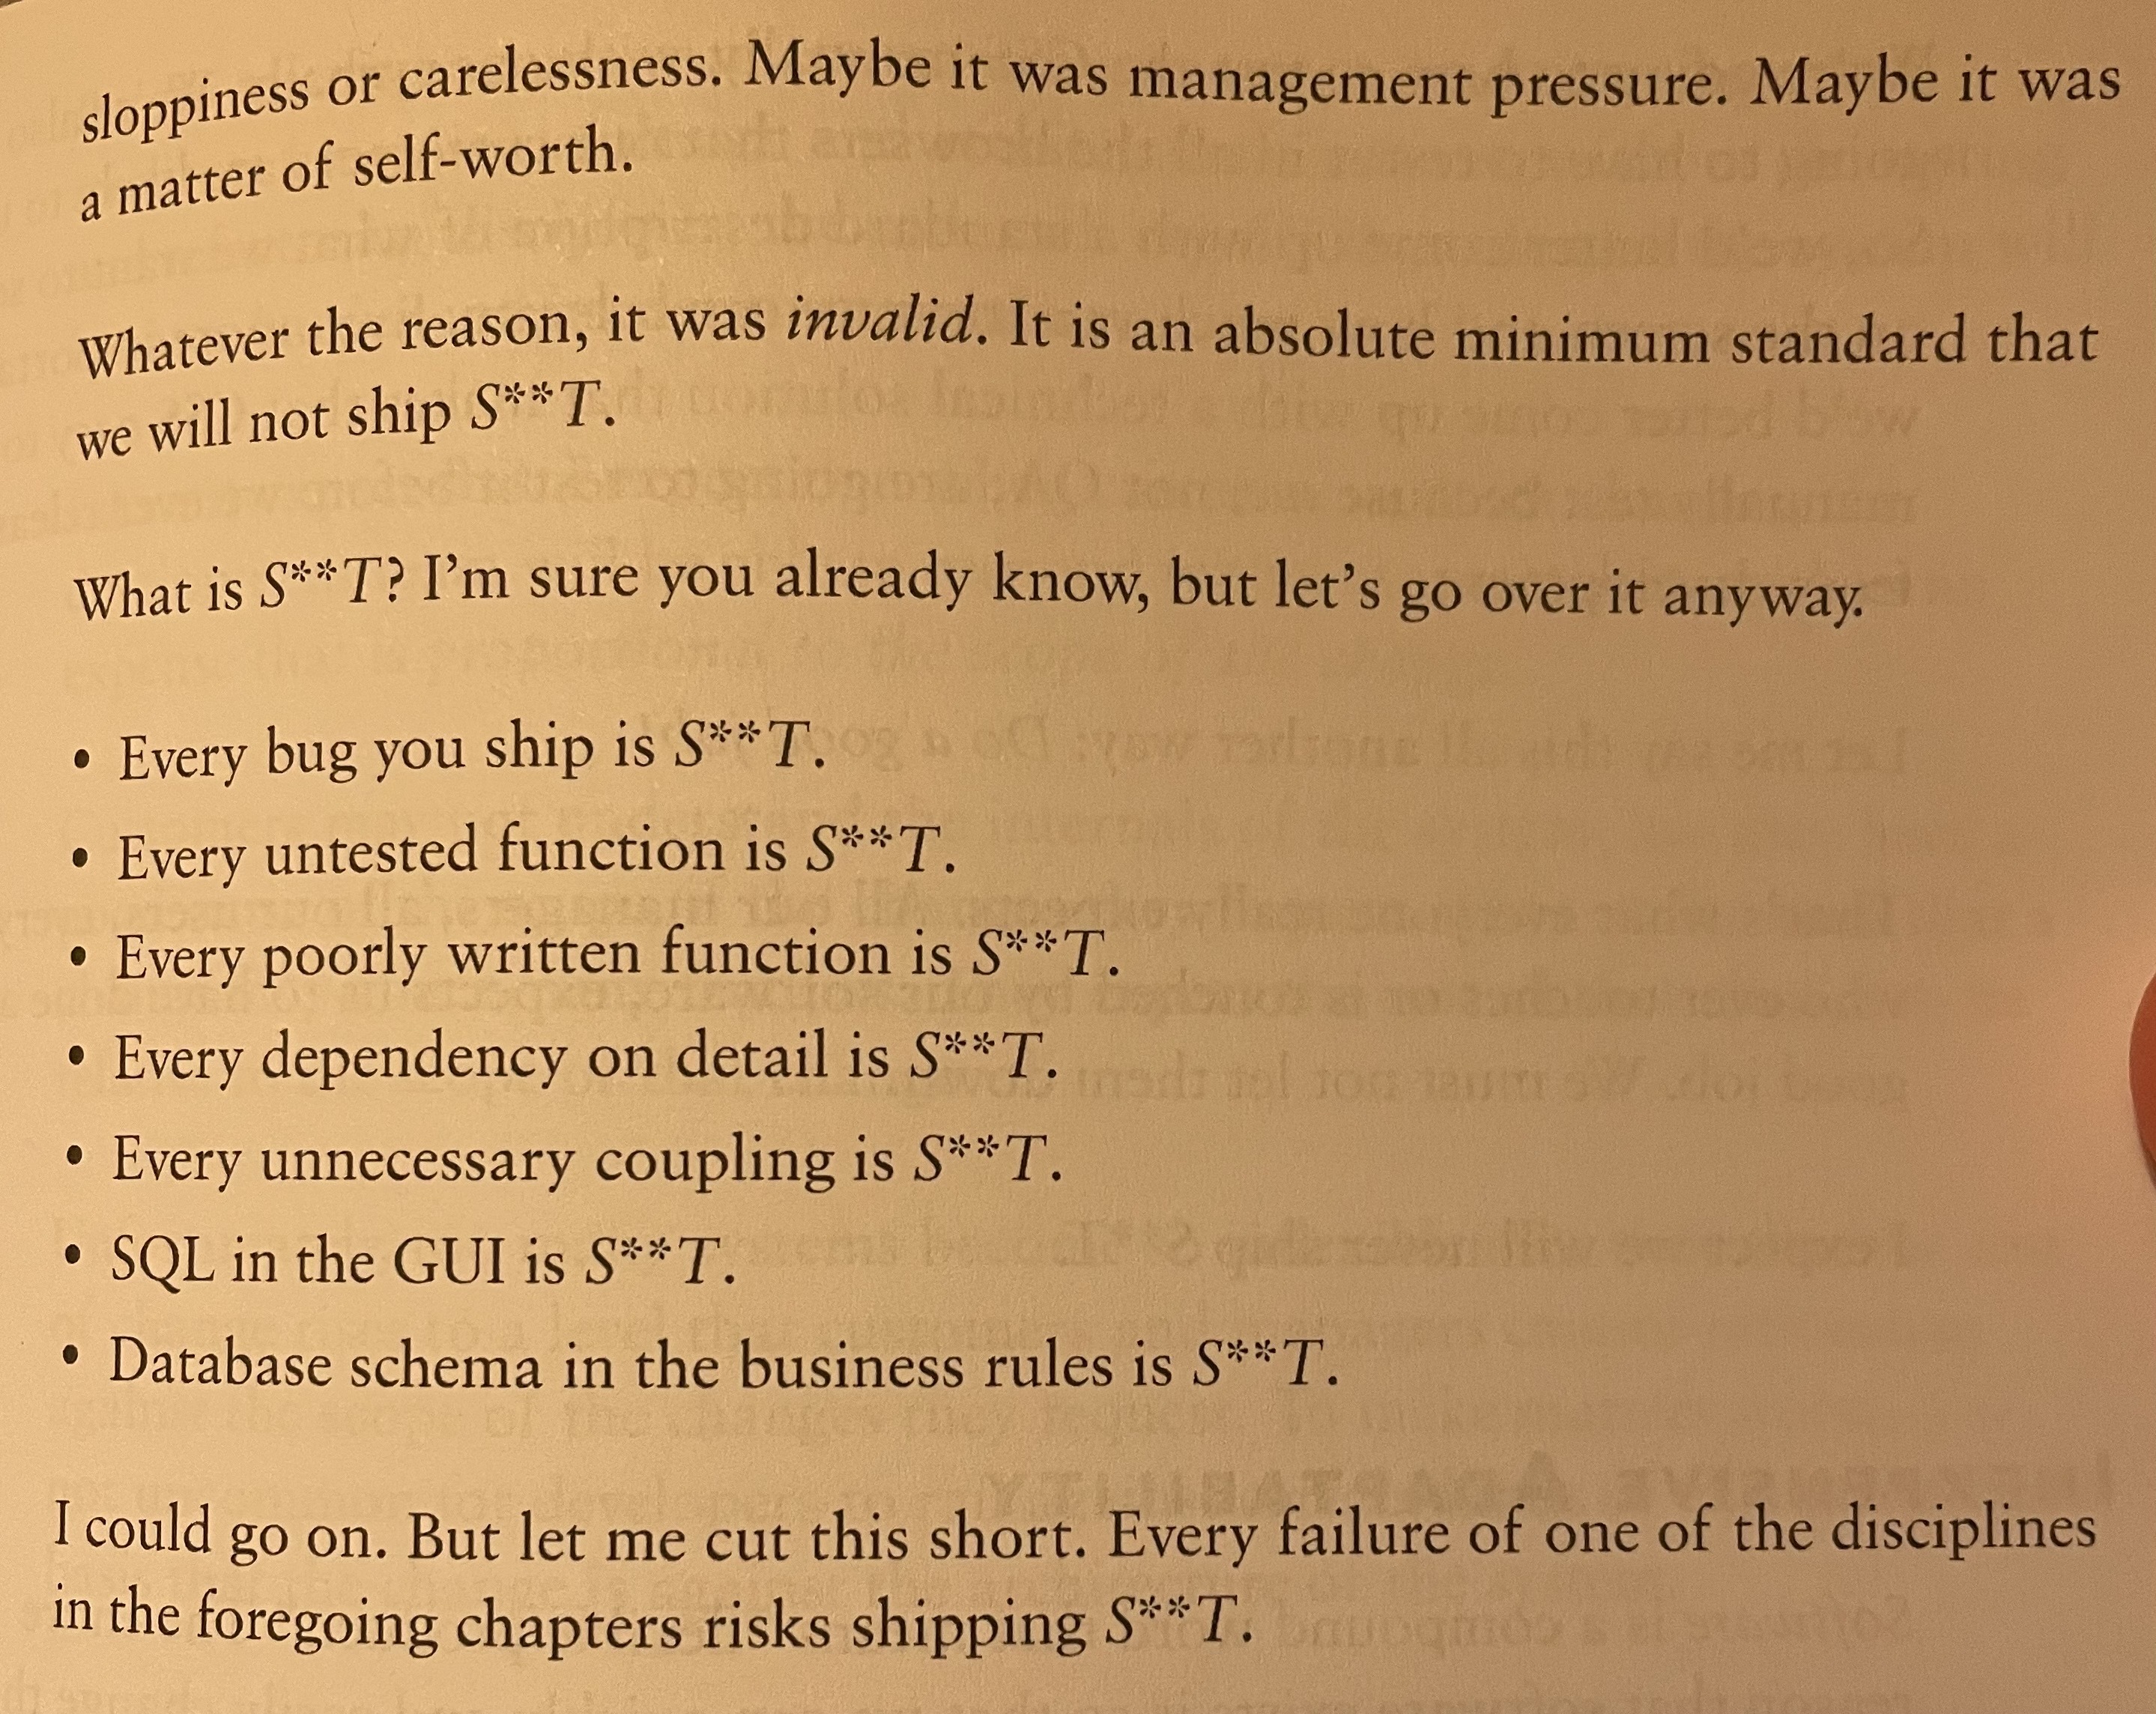 sloppiness or carelessness. Maybe it was management pressure. Maybe it was
a matter of self-worth.
Whatever the reason, it was invalid. It is an absolute minimum standard that
we will not ship S**T.
What is S**T? I'm sure you already know, but let's go over it anyway.
• Every bug you ship is S**T.
• Every untested function is S**T.
• Every poorly written function is S**T.
• Every dependency on detail is S**T.
• Every unnecessary coupling is S**T.
• SQL in the GUI is S**T.
• Database schema in the business rules is S**T.
I could go on. But let me cut this short. Every failure of one of the disciplines
in the foregoing chapters risks shipping S**T.